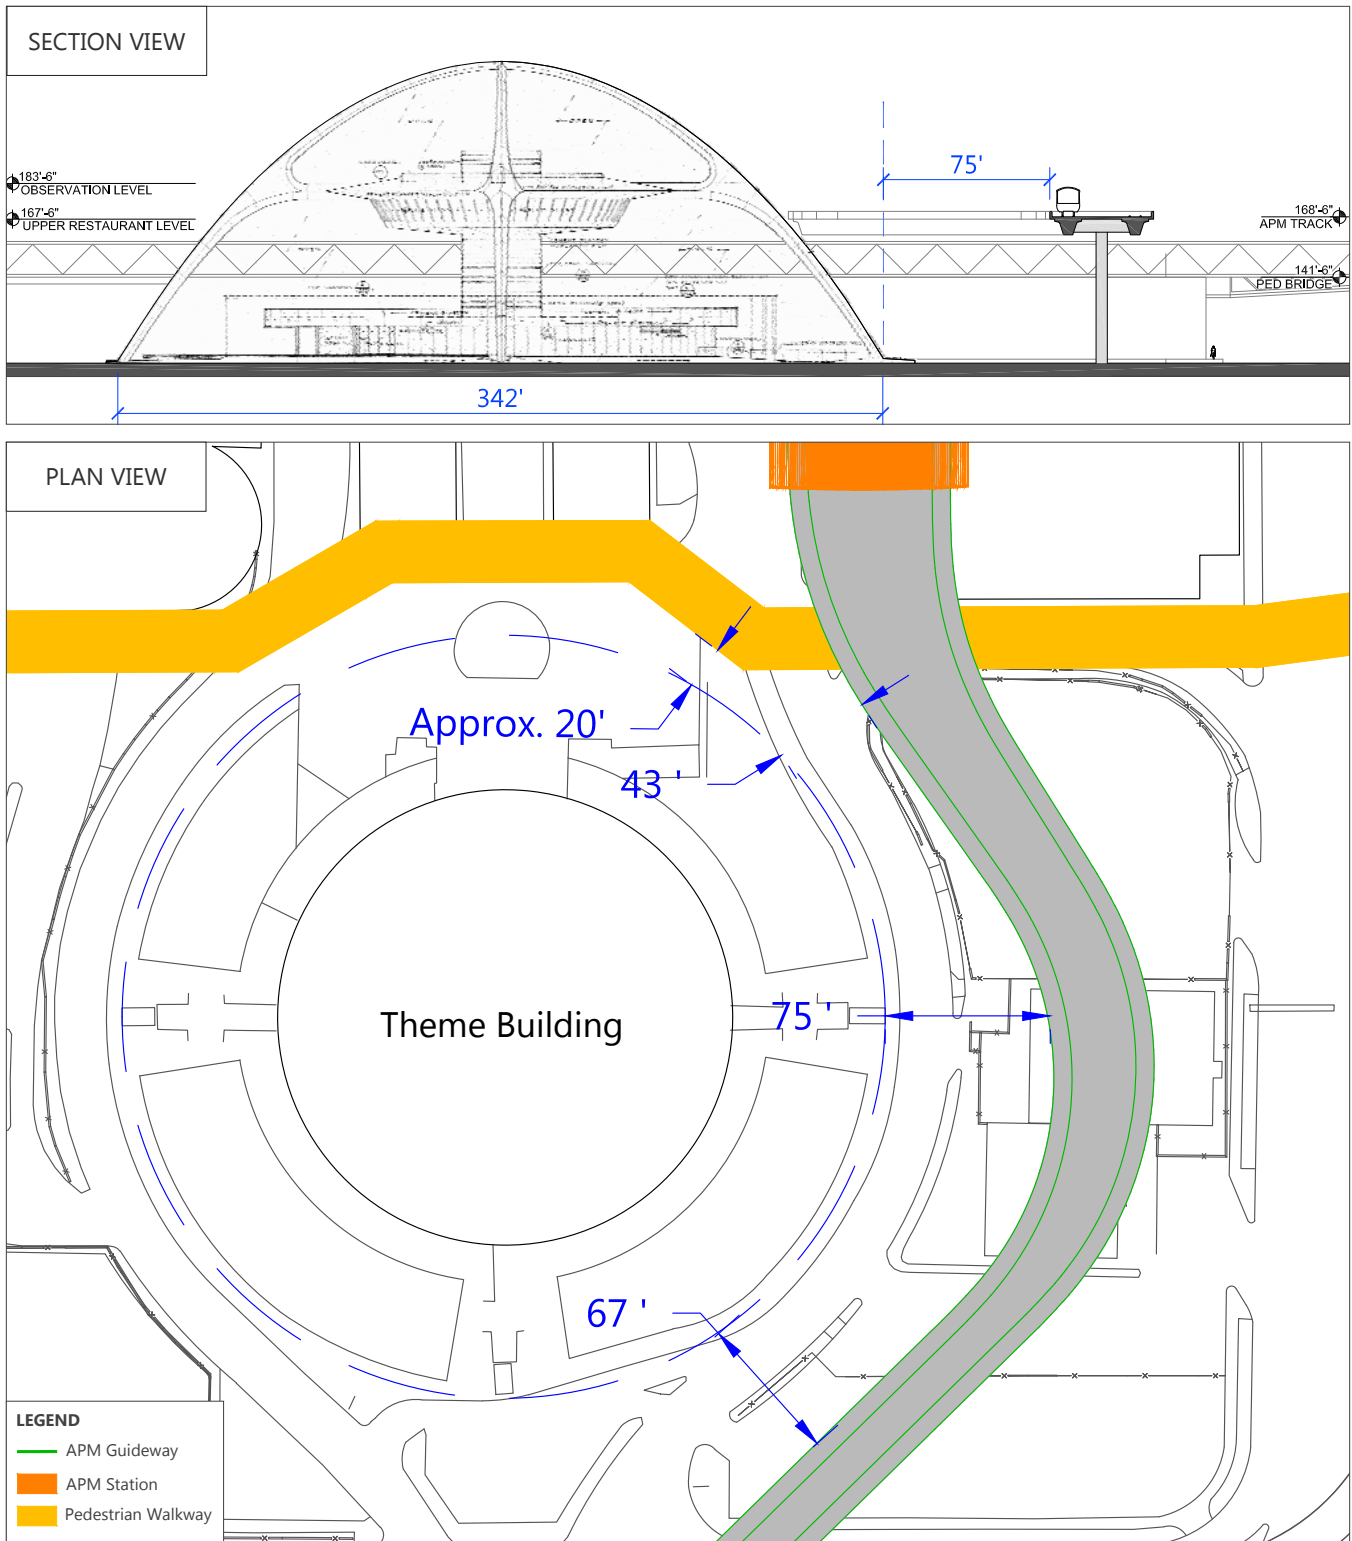 SECTION VIEW
75'
183'-6"
OBSERVATION LEVEL
167'-6"
UPPER RESTAURANT LEVEL
168'-6"
APM TRACK
141'-6"
PED BRIDGE
342'
PLAN VIEW
Approx. 20'
43 '
75 '
Theme Building
67 '
LEGEND
APM Guideway
APM Station
Pedestrian Walkway